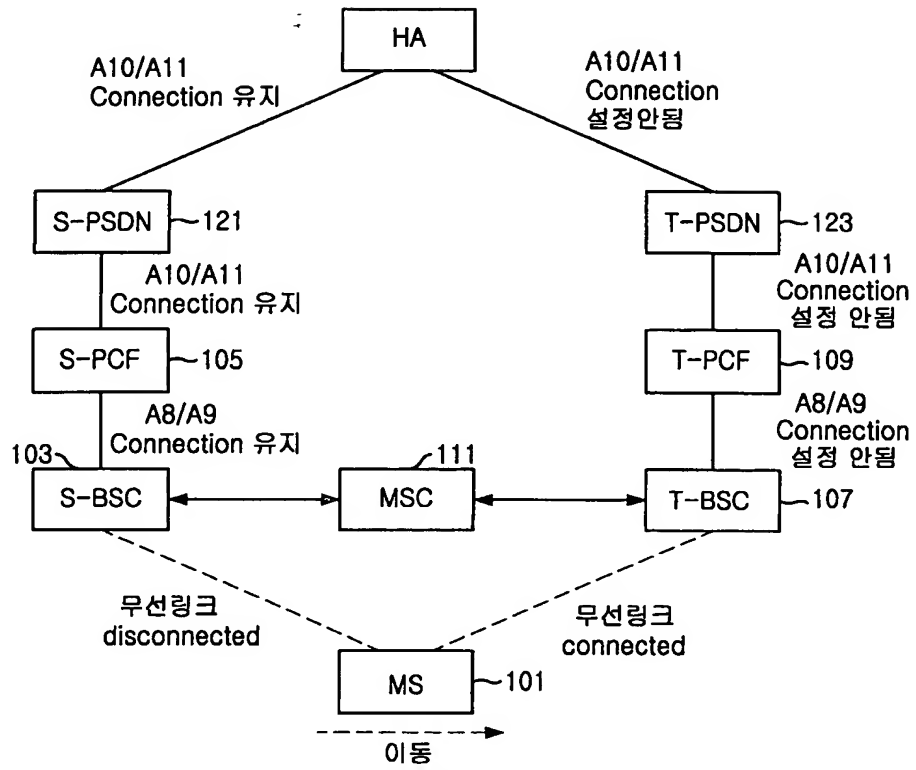 HA
A10/A11
Connection 유지
A10/A11
Connection
설정안됨
S-PSDN
121
T-PSDN
123
A10/A11
Connection 유지
A10/A11
Connection
설정 안됨
S-PCF
105
T-PCF
109
A8/A9
Connection 유지
A8/A9
Connection
설정 안됨
103
111
S-BSC
MSC
T-BSC
107
무선링크
disconnected
무선링크
connected
MS
101
이동